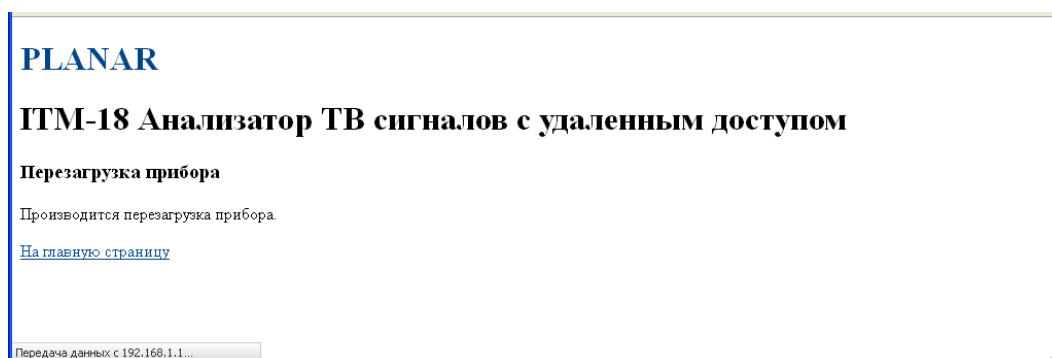 PLANAR
ITM-18 Анализатор ТВ сигналов с удаленным доступом
Перезагрузка прибора
Производится перезагрузка прибора.
На главную страницу
Передача данных с 192.168.1.1...